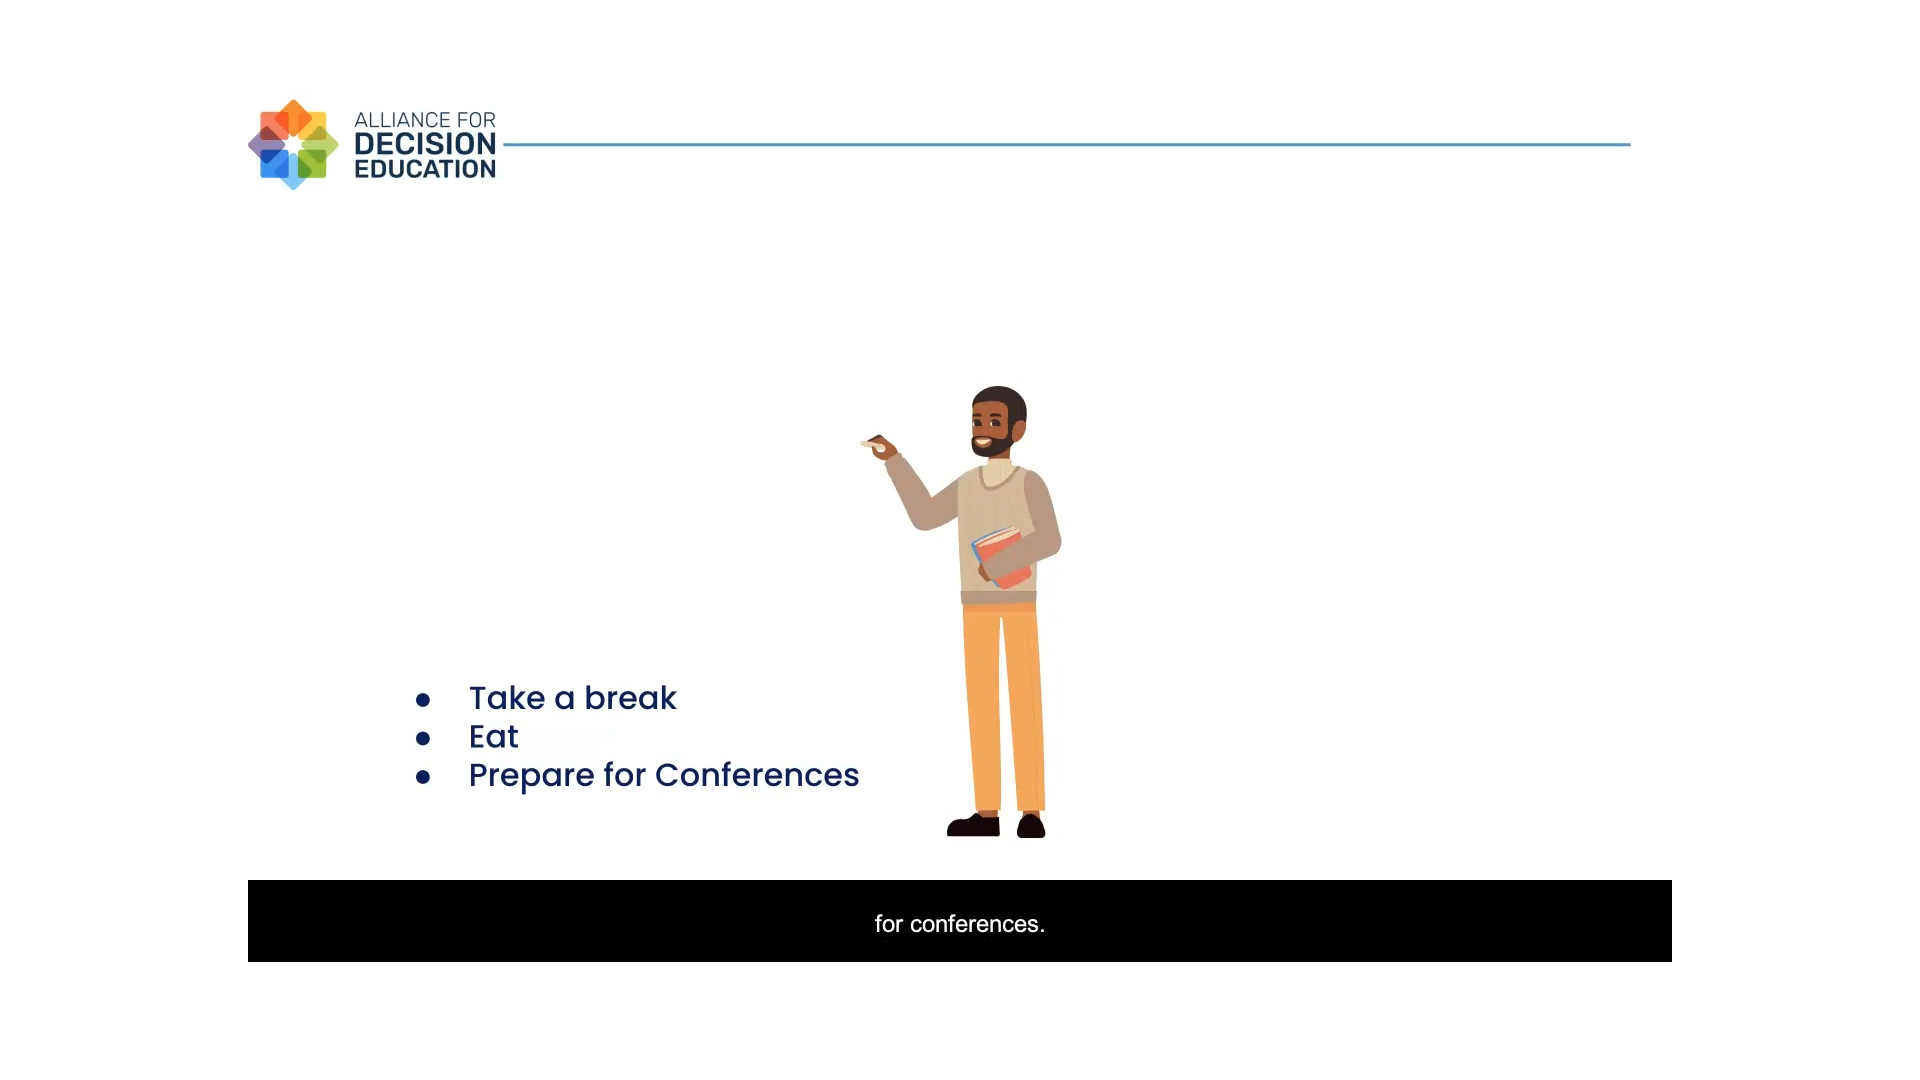 ALLIANCE FOR
DECISION
EDUCATION
● Take a break
● Eat
● Prepare for Conferences
for conferences.